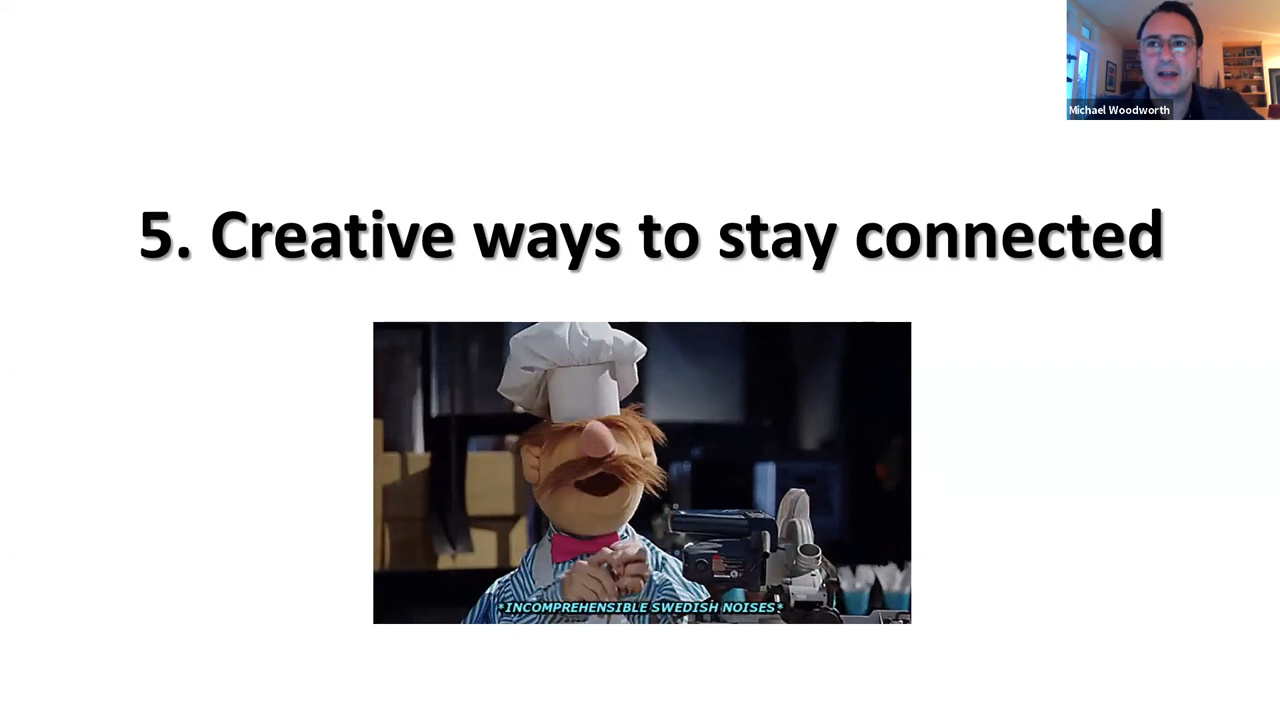 Michael Woodworth
5. Creative ways to stay connected
*INCOMPREHENSIBLE SWEDISH NOISES*